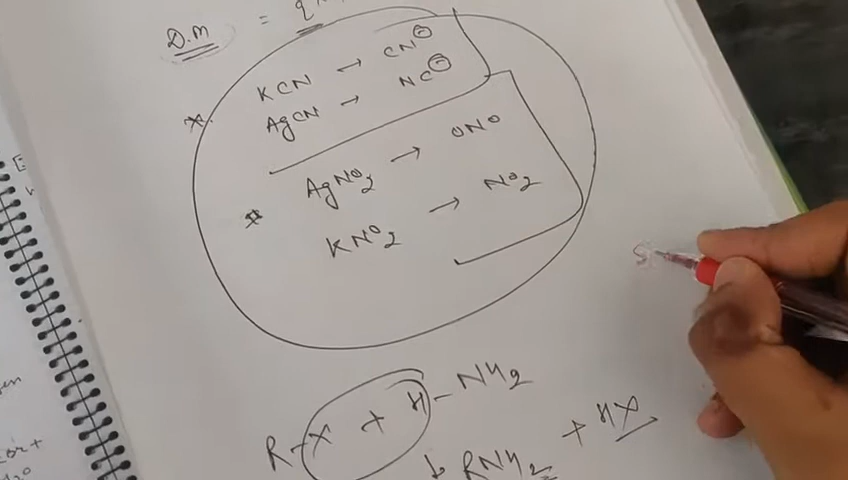 D.M =
KCN → CN⊖
AgCN → NC⊖
AgNO2 → ONO
KNO2 → NO2
R-X + H-NH2
↓ RNH2 + HX